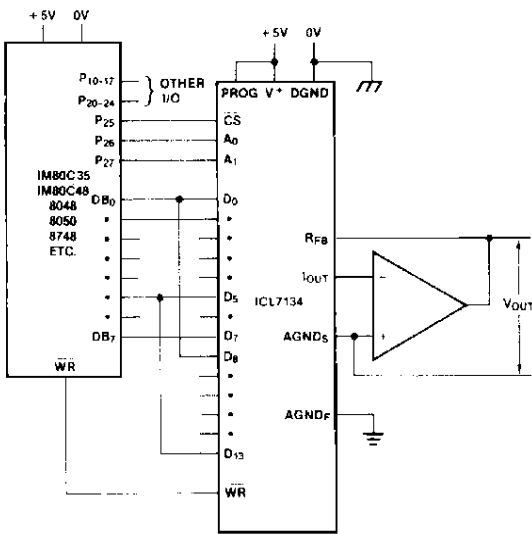 +5V 0V
+5V 0V
P10-17
P20-24
OTHER
I/O
P25
P26
P27
IM80C35
IM80C48
8048
8050
8748
ETC.
DB0
DB7
WR
PROG V+ DGND
CS
A0
A1
D0
D5
D7
D8
D13
WR
ICL7134
RFB
IOUT
AGNDS
AGNDF
−
+
VOUT